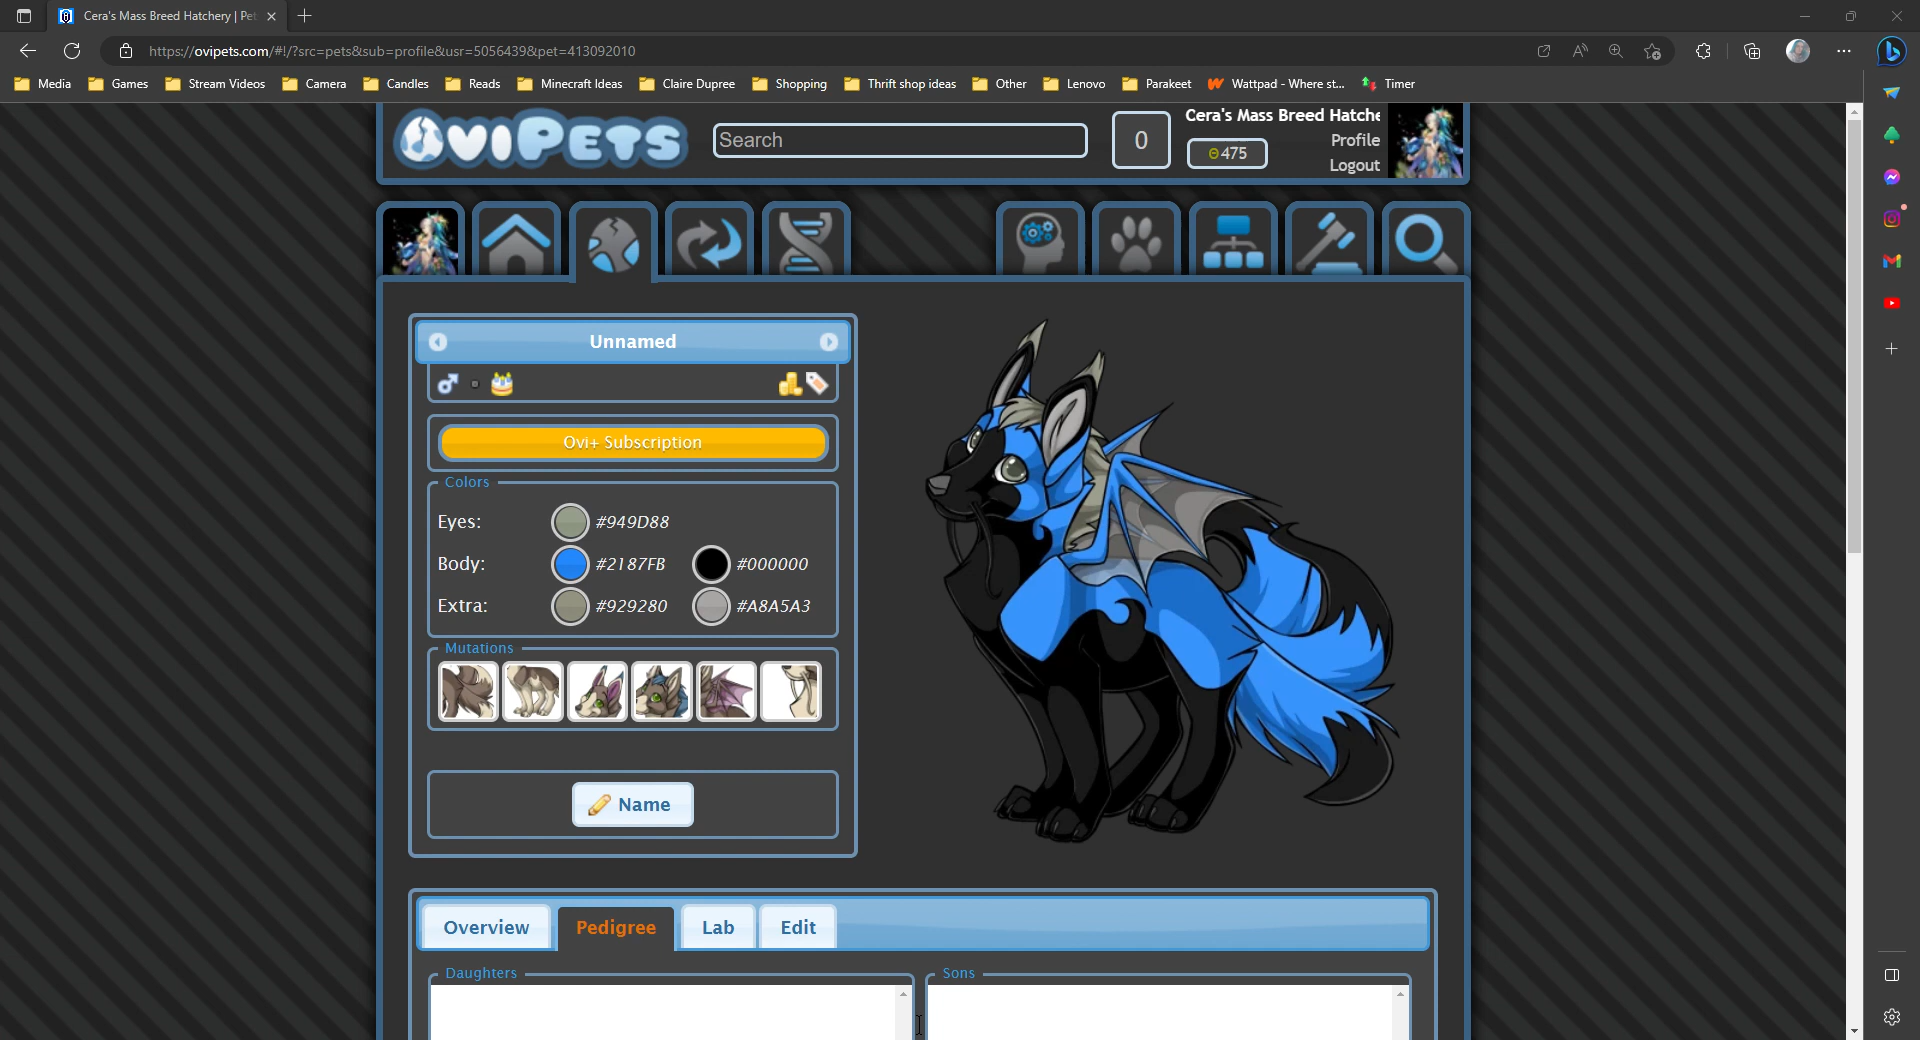 Cera's Mass Breed Hatchery | Pet
https://ovipets.com/#!/?src=pets&sub=profile&usr=5056439&pet=413092010
Media Games Stream Videos Camera Candles Reads Minecraft Ideas Claire Dupree Shopping Thrift shop ideas Other Lenovo Parakeet Wattpad - Where st... Timer
OviPets
Search
0
Cera's Mass Breed Hatche
475
Profile
Logout
Unnamed
Ovi+ Subscription
Colors
Eyes: #949D88
Body: #2187FB #000000
Extra: #929280 #A8A5A3
Mutations
Name
Overview Pedigree Lab Edit
Daughters Sons